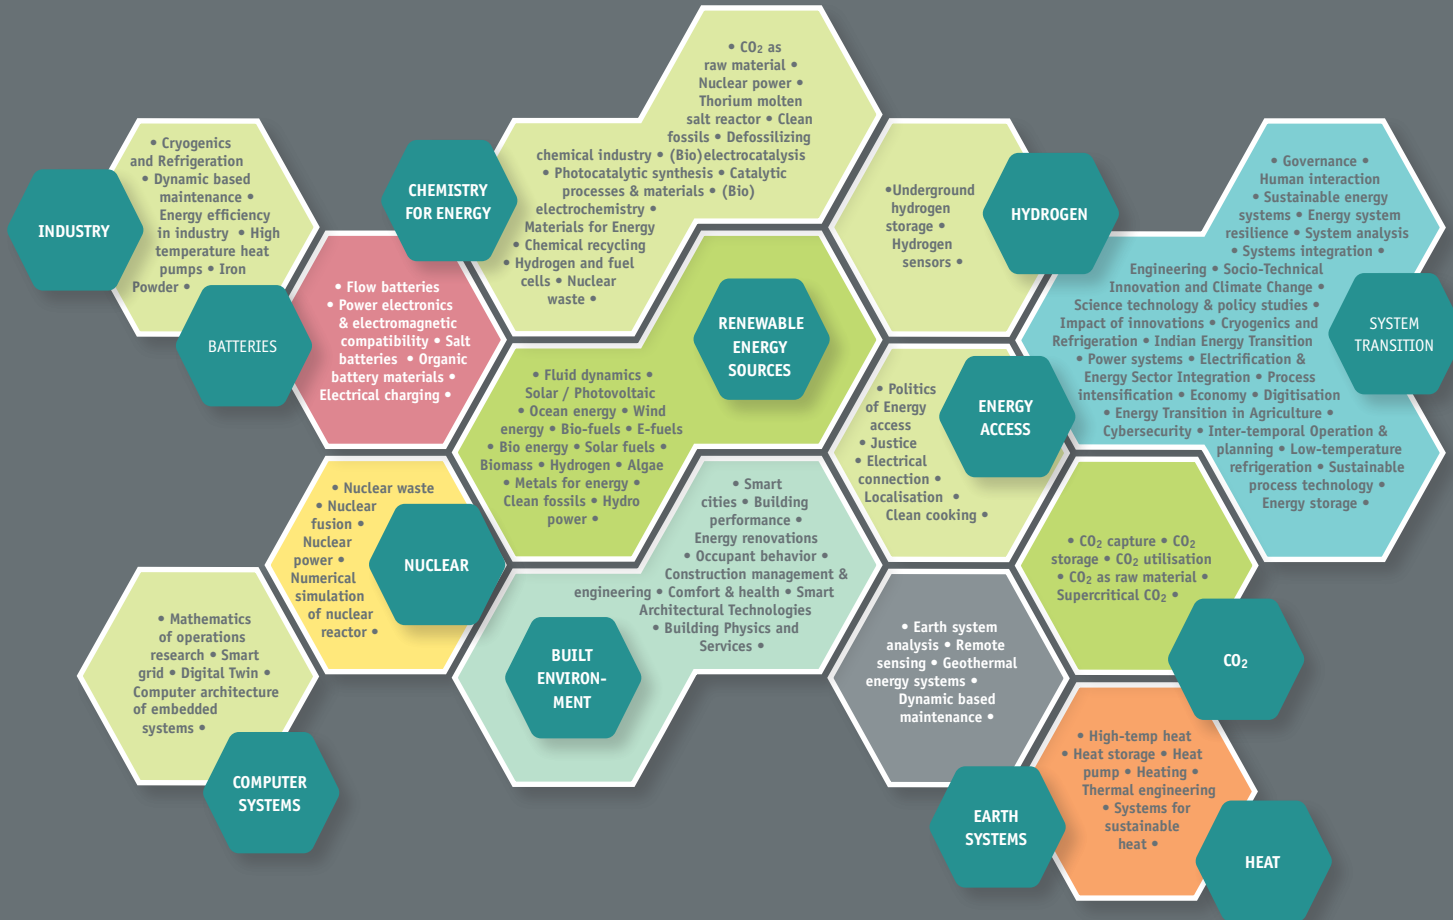 INDUSTRY
• Cryogenics
and Refrigeration
• Dynamic based
maintenance •
Energy efficiency
in industry • High
temperature heat
pumps • Iron
Powder •
BATTERIES
• Flow batteries
• Power electronics
& electromagnetic
compatibility • Salt
batteries • Organic
battery materials •
Electrical charging •
CHEMISTRY
FOR ENERGY
• CO₂ as
raw material •
Nuclear power •
Thorium molten
salt reactor • Clean
fossils • Defossilizing
chemical industry • (Bio)electrocatalysis
• Photocatalytic synthesis • Catalytic
processes & materials • (Bio)
electrochemistry •
Materials for Energy
• Chemical recycling
• Hydrogen and fuel
cells • Nuclear
waste •
RENEWABLE
ENERGY
SOURCES
• Fluid dynamics •
Solar / Photovoltaic
• Ocean energy • Wind
energy • Bio-fuels • E-fuels
• Bio energy • Solar fuels •
Biomass • Hydrogen • Algae
• Metals for energy •
Clean fossils • Hydro
power •
HYDROGEN
•Underground
hydrogen
storage •
Hydrogen
sensors •
ENERGY
ACCESS
• Politics
of Energy
access
• Justice
• Electrical
connection •
Localisation •
Clean cooking •
SYSTEM
TRANSITION
• Governance •
Human interaction
• Sustainable energy
systems • Energy system
resilience • System analysis
• Systems integration •
Engineering • Socio-Technical
Innovation and Climate Change •
Science technology & policy studies •
Impact of innovations • Cryogenics and
Refrigeration • Indian Energy Transition
• Power systems • Electrification &
Energy Sector Integration • Process
intensification • Economy • Digitisation
• Energy Transition in Agriculture •
Cybersecurity • Inter-temporal Operation &
planning • Low-temperature
refrigeration • Sustainable
process technology •
Energy storage •
NUCLEAR
• Nuclear waste
• Nuclear
fusion •
Nuclear
power •
Numerical
simulation
of nuclear
reactor •
BUILT
ENVIRON-
MENT
• Smart
cities • Building
performance •
Energy renovations
• Occupant behavior •
Construction management &
engineering • Comfort & health • Smart
Architectural Technologies
• Building Physics and
Services •
CO₂
• CO₂ capture • CO₂
storage • CO₂ utilisation
• CO₂ as raw material •
Supercritical CO₂ •
COMPUTER
SYSTEMS
• Mathematics
of operations
research • Smart
grid • Digital Twin •
Computer architecture
of embedded
systems •
EARTH
SYSTEMS
• Earth system
analysis • Remote
sensing • Geothermal
energy systems •
Dynamic based
maintenance •
HEAT
• High-temp heat
• Heat storage • Heat
pump • Heating •
Thermal engineering
• Systems for
sustainable
heat •